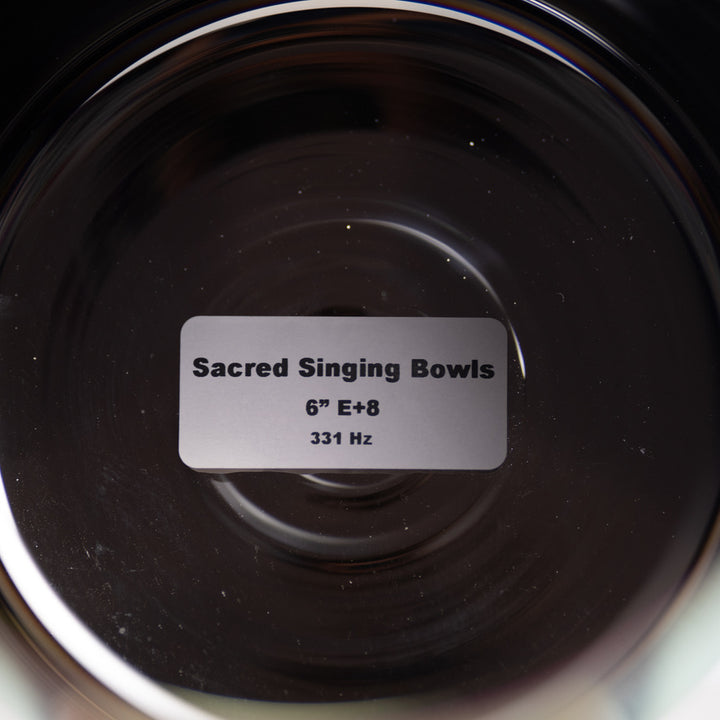 Sacred Singing Bowls
6” E+8
331 Hz